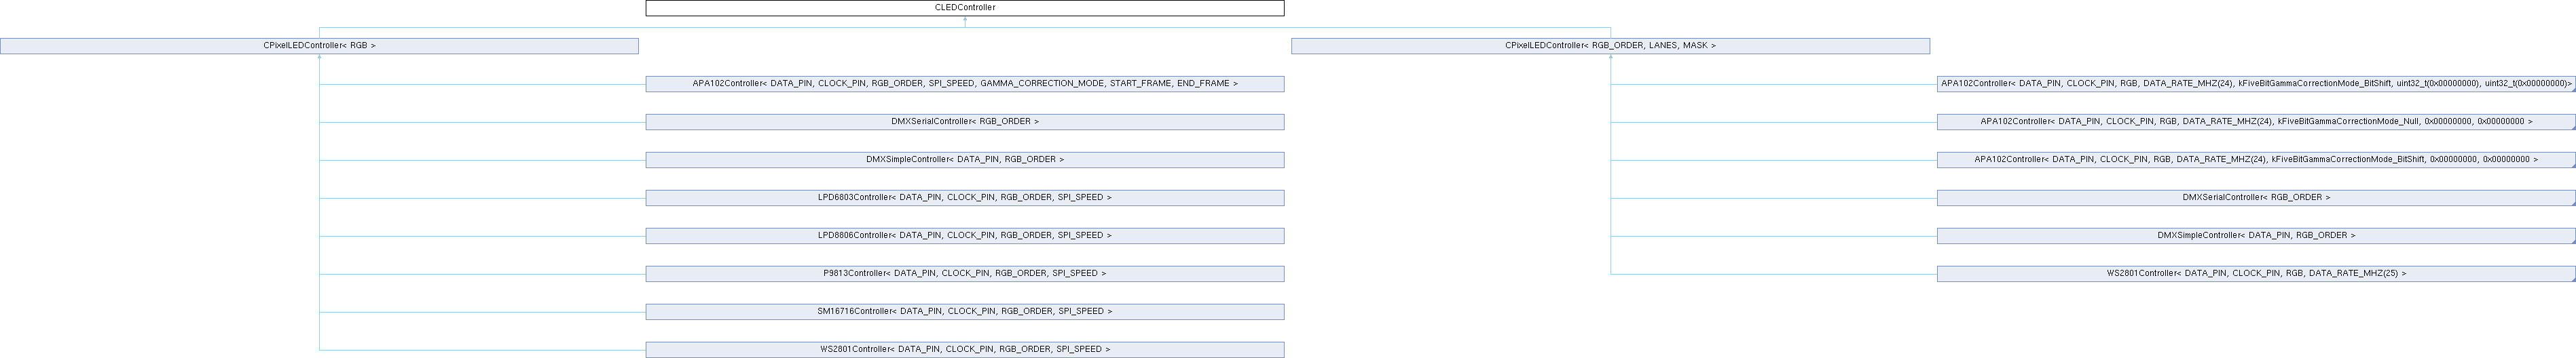 CLEDController
CPixelLEDController< RGB >
CPixelLEDController< RGB_ORDER, LANES, MASK >
APA102Controller< DATA_PIN, CLOCK_PIN, RGB_ORDER, SPI_SPEED, GAMMA_CORRECTION_MODE, START_FRAME, END_FRAME >
APA102Controller< DATA_PIN, CLOCK_PIN, RGB, DATA_RATE_MHZ(24), kFiveBitGammaCorrectionMode_BitShift, uint32_t(0x00000000), uint32_t(0x00000000)>
DMXSerialController< RGB_ORDER >
APA102Controller< DATA_PIN, CLOCK_PIN, RGB, DATA_RATE_MHZ(24), kFiveBitGammaCorrectionMode_Null, 0x00000000, 0x00000000 >
DMXSimpleController< DATA_PIN, RGB_ORDER >
APA102Controller< DATA_PIN, CLOCK_PIN, RGB, DATA_RATE_MHZ(24), kFiveBitGammaCorrectionMode_BitShift, 0x00000000, 0x00000000 >
LPD6803Controller< DATA_PIN, CLOCK_PIN, RGB_ORDER, SPI_SPEED >
DMXSerialController< RGB_ORDER >
LPD8806Controller< DATA_PIN, CLOCK_PIN, RGB_ORDER, SPI_SPEED >
DMXSimpleController< DATA_PIN, RGB_ORDER >
P9813Controller< DATA_PIN, CLOCK_PIN, RGB_ORDER, SPI_SPEED >
WS2801Controller< DATA_PIN, CLOCK_PIN, RGB, DATA_RATE_MHZ(25) >
SM16716Controller< DATA_PIN, CLOCK_PIN, RGB_ORDER, SPI_SPEED >
WS2801Controller< DATA_PIN, CLOCK_PIN, RGB_ORDER, SPI_SPEED >